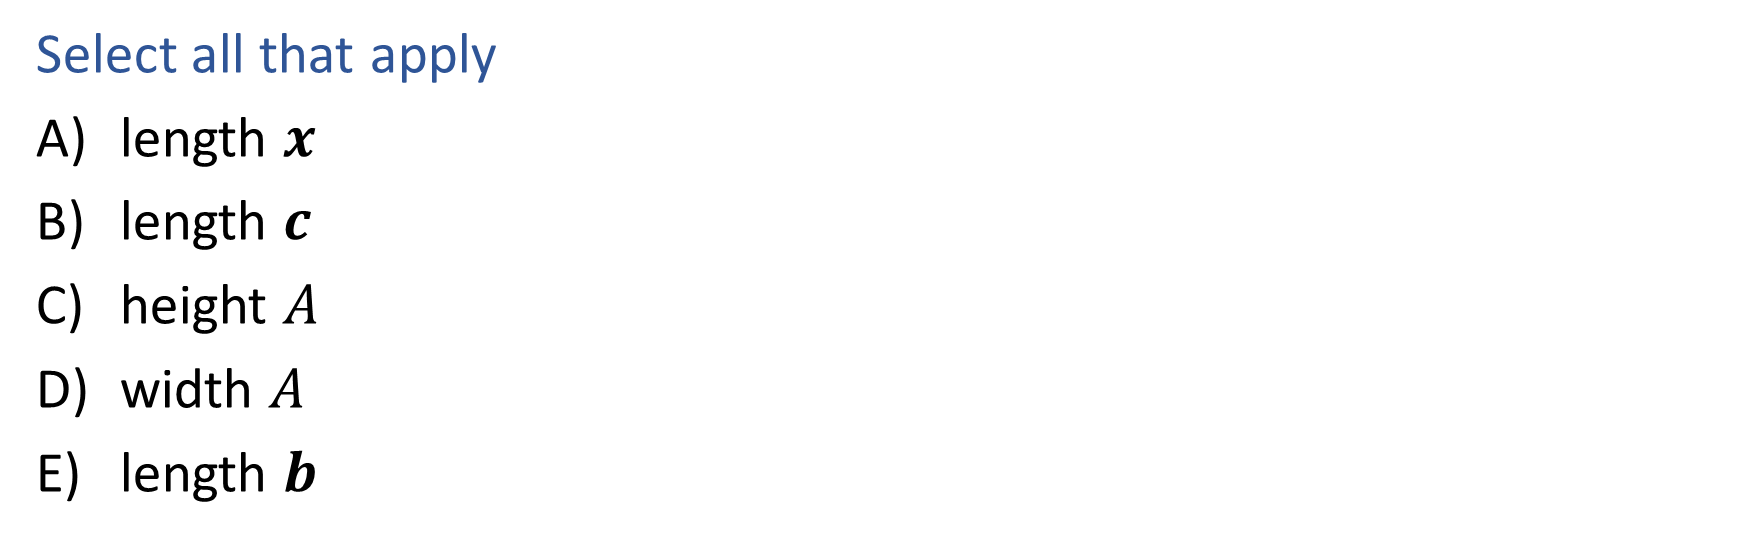 Select all that apply
A) length x
B) length c
C) height A
D) width A
E) length b